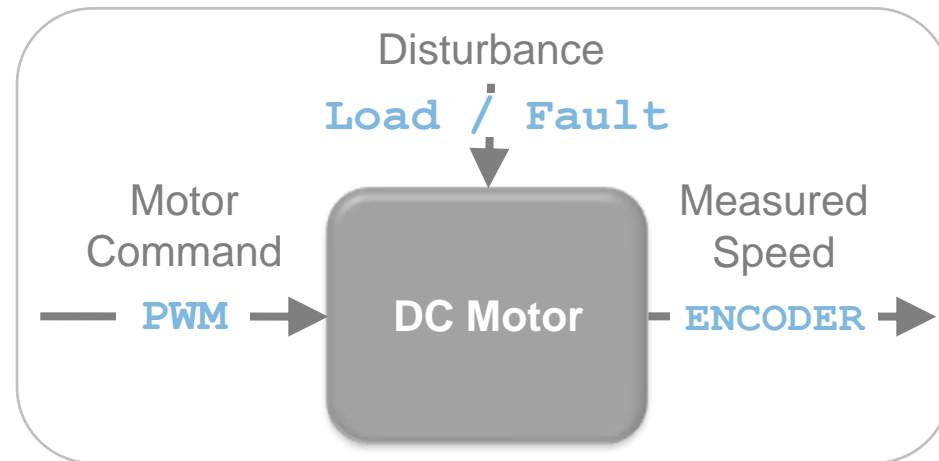 Disturbance
Load / Fault
Motor
Command
PWM
DC Motor
Measured
Speed
ENCODER